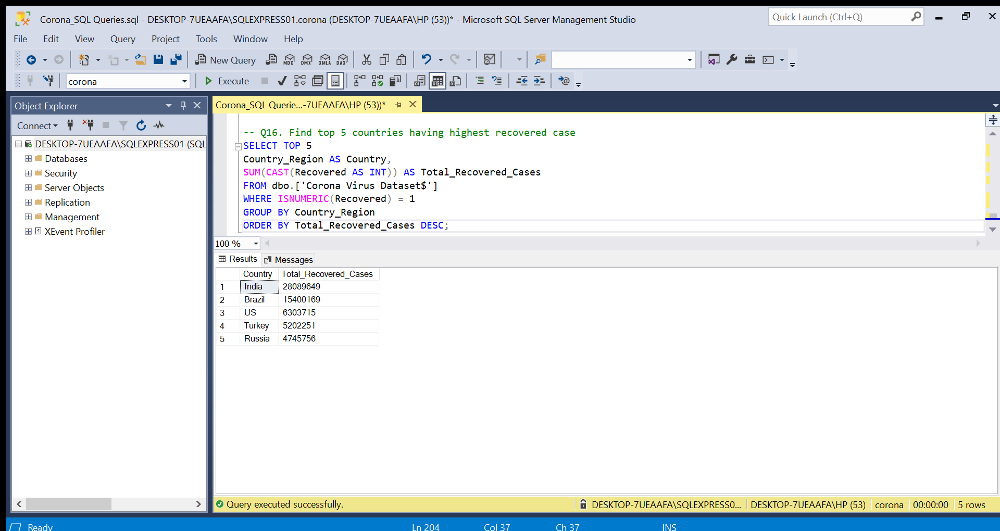 Corona_SQL Queries.sql - DESKTOP-7UEAAFA\SQLEXPRESS01.corona (DESKTOP-7UEAAFA\HP (53))* - Microsoft SQL Server Management Studio
Quick Launch (Ctrl+Q)
File Edit View Query Project Tools Window Help
New Query MDX DMX XMLA DAX
corona Execute
Object Explorer
Connect
DESKTOP-7UEAAFA\SQLEXPRESS01 (SQL
Databases
Security
Server Objects
Replication
Management
XEvent Profiler
Corona_SQL Querie...-7UEAAFA\HP (53))*
-- Q16. Find top 5 countries having highest recovered case
SELECT TOP 5
Country_Region AS Country,
SUM(CAST(Recovered AS INT)) AS Total_Recovered_Cases
FROM dbo.['Corona Virus Dataset$']
WHERE ISNUMERIC(Recovered) = 1
GROUP BY Country_Region
ORDER BY Total_Recovered_Cases DESC;
100 %
Results Messages
Country Total_Recovered_Cases
1 India 28089649
2 Brazil 15400169
3 US 6303715
4 Turkey 5202251
5 Russia 4745756
Query executed successfully.
DESKTOP-7UEAAFA\SQLEXPRESS0... DESKTOP-7UEAAFA\HP (53) corona 00:00:00 5 rows
Ready Ln 204 Col 37 Ch 37 INS